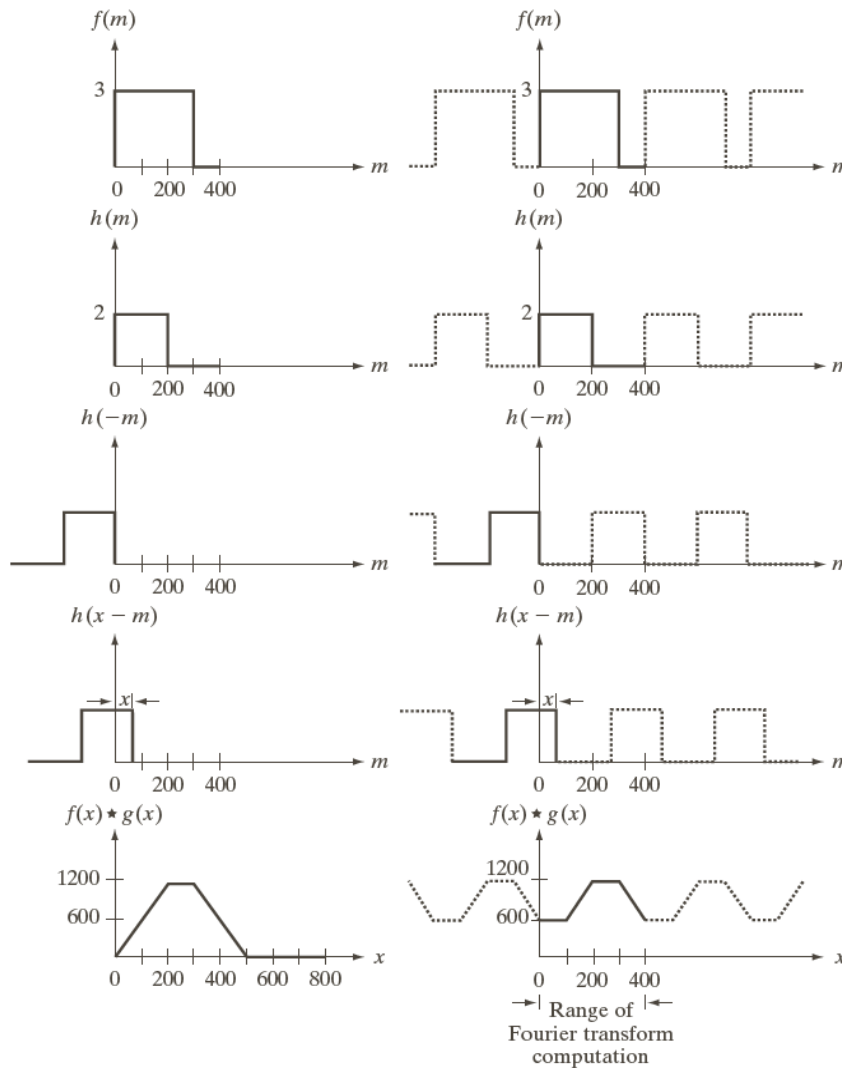 f(m) f(m)
3 3
m m
0 200 400 0 200 400
h(m) h(m)
2 2
m m
0 200 400 0 200 400
h(−m) h(−m)
m m
0 200 400 0 200 400
h(x − m) h(x − m)
x x
m m
0 200 400 0 200 400
f(x) ★ g(x) f(x) ★ g(x)
1200 1200
600 600
x x
0 200 400 600 800 0 200 400
Range of
Fourier transform
computation